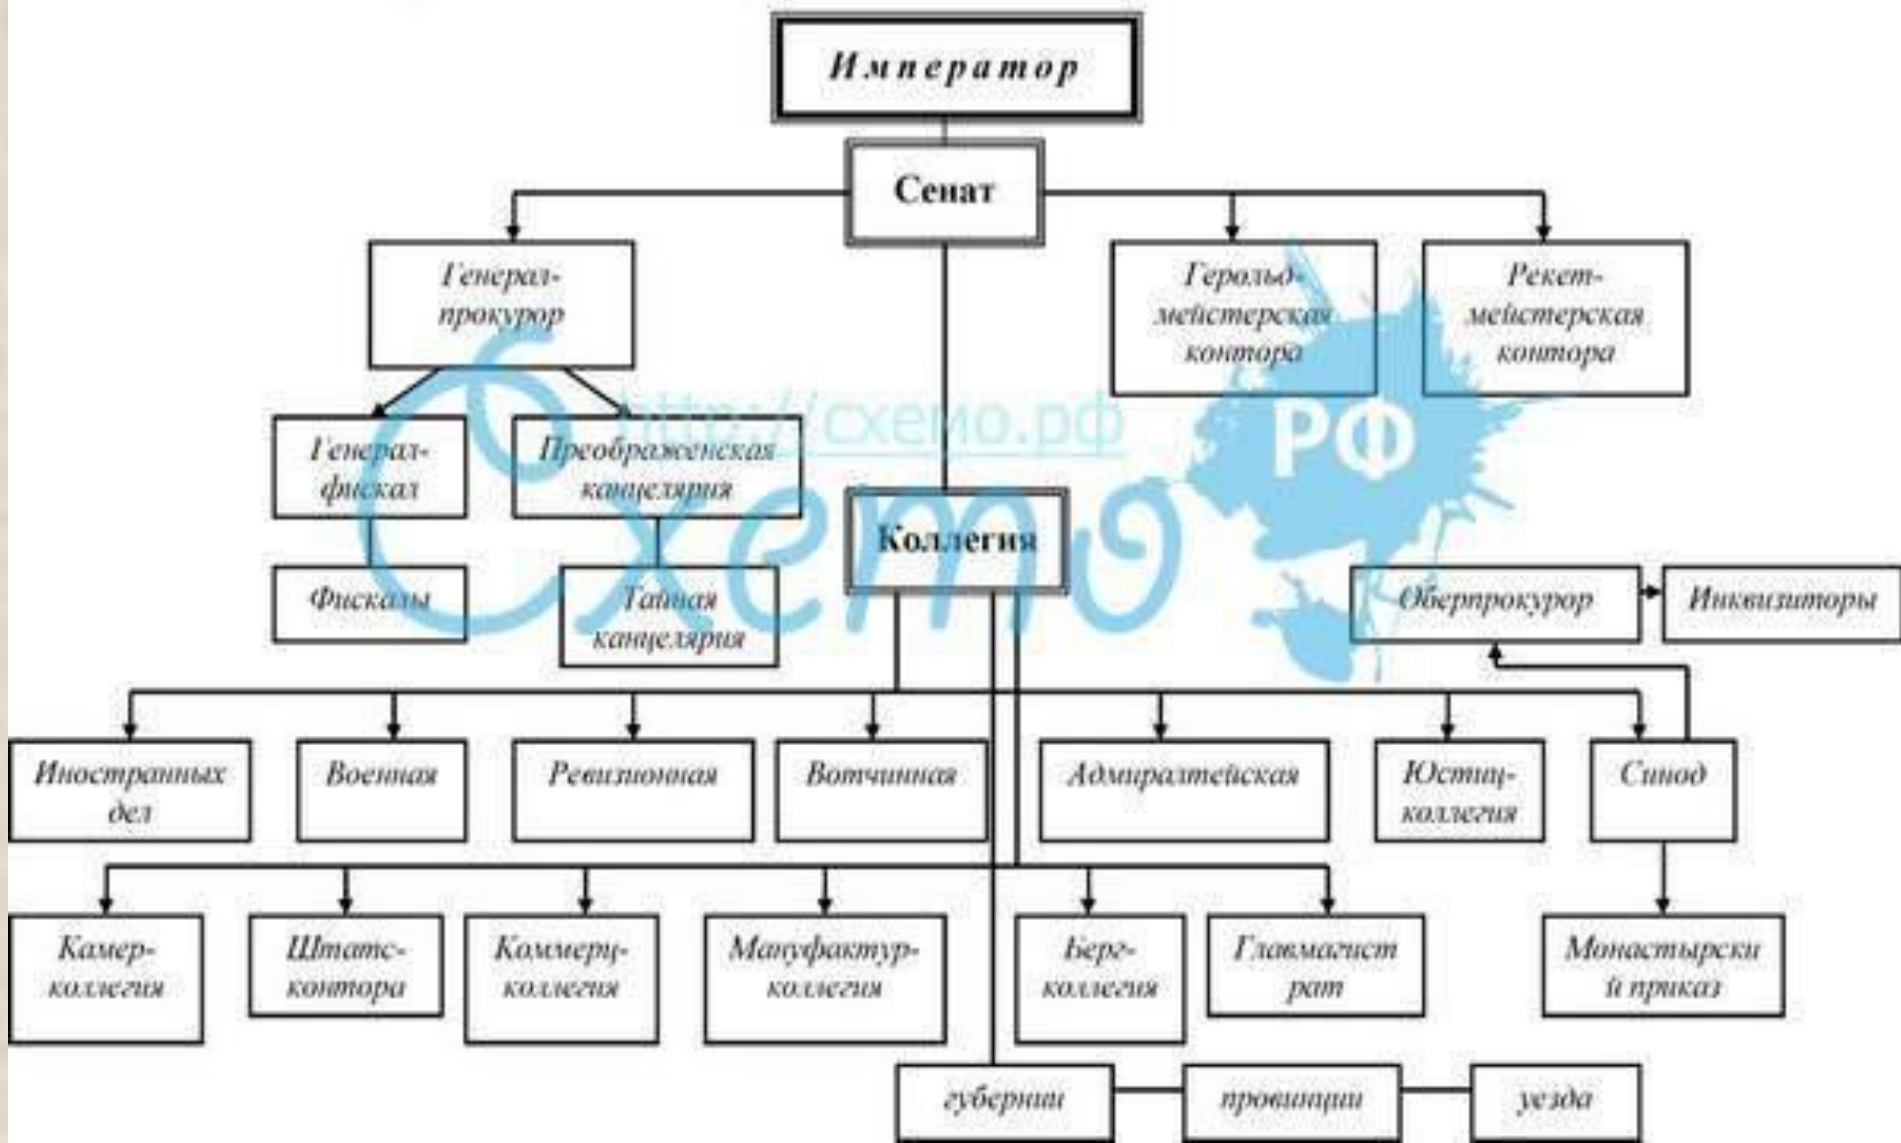 Император
Сенат
Генерал-
прокурор
Герольд-
мейстерская
контора
Рекет-
мейстерская
контора
http://схемо.рф
Схемо
РФ
Генерал-
фискал
Преображенская
канцелярия
Коллегия
Фискалы
Тайная
канцелярия
Оберпрокурор
Инквизиторы
Иностранных
дел
Военная
Ревизионная
Вотчинная
Адмиралтейская
Юстиц-
коллегия
Синод
Камер-
коллегия
Штатс-
контора
Коммерц-
коллегия
Мануфактур-
коллегия
Берг-
коллегия
Главмагист
рат
Монастырски
й приказ
губернии
провинции
уезда